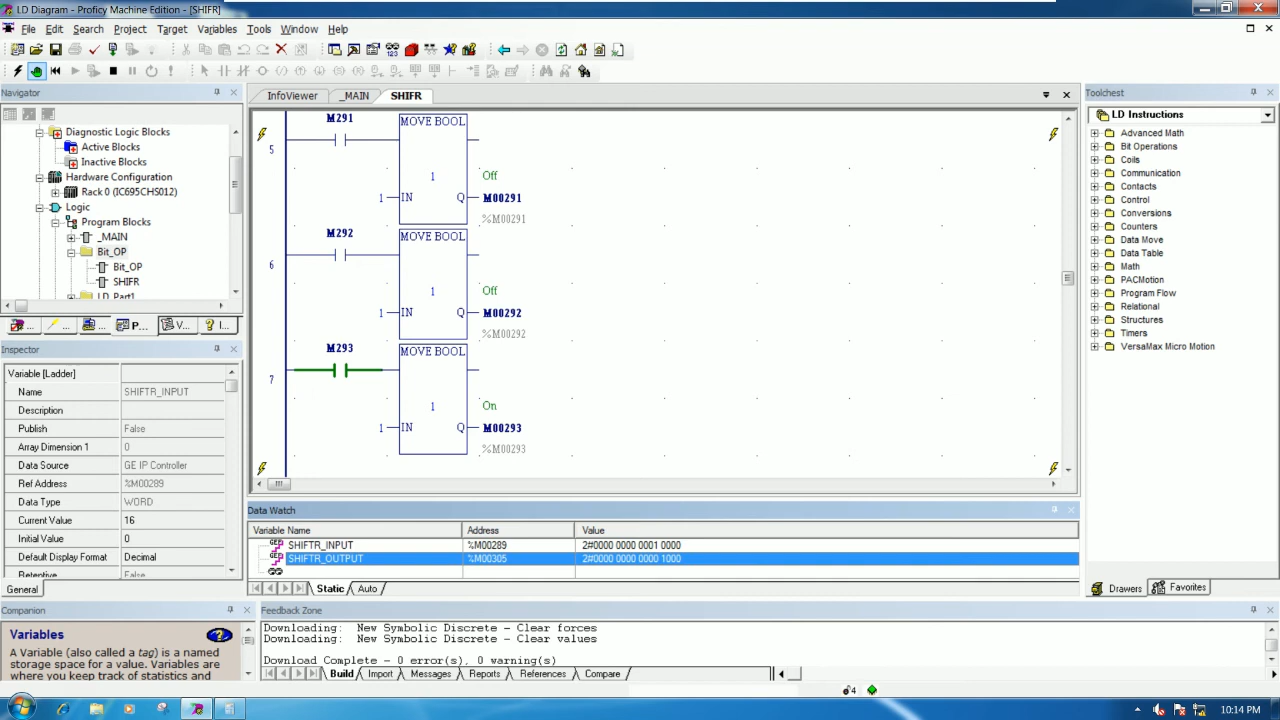 LD Diagram - Proficy Machine Edition - [SHIFR]
File Edit Search Project Target Variables Tools Window Help
Navigator
Diagnostic Logic Blocks
Active Blocks
Inactive Blocks
Hardware Configuration
Rack 0 (IC695CHS012)
Logic
Program Blocks
_MAIN
Bit_OP
Bit_OP
SHIFR
LD_Part1
P... V... I...
Inspector
Variable [Ladder]
Name SHIFTR_INPUT
Description
Publish False
Array Dimension 1 0
Data Source GE IP Controller
Ref Address %M00289
Data Type WORD
Current Value 16
Initial Value 0
Default Display Format Decimal
Retentive False
General
InfoViewer _MAIN SHIFR
M291 MOVE BOOL
5
1 Off
1 IN Q M00291
%M00291
M292 MOVE BOOL
6
1 Off
1 IN Q M00292
%M00292
M293 MOVE BOOL
7
1 On
1 IN Q M00293
%M00293
Data Watch
Variable Name Address Value
SHIFTR_INPUT %M00289 2#0000 0000 0001 0000
SHIFTR_OUTPUT %M00305 2#0000 0000 0000 1000
Static Auto
Toolchest
LD Instructions
Advanced Math
Bit Operations
Coils
Communication
Contacts
Control
Conversions
Counters
Data Move
Data Table
Math
PACMotion
Program Flow
Relational
Structures
Timers
VersaMax Micro Motion
Drawers Favorites
Companion
Variables
A Variable (also called a tag) is a named
storage space for a value. Variables are
where you keep track of statistics and
Feedback Zone
Downloading: New Symbolic Discrete - Clear forces
Downloading: New Symbolic Discrete - Clear values
Download Complete - 0 error(s), 0 warning(s)
Build Import Messages Reports References Compare
4
10:14 PM